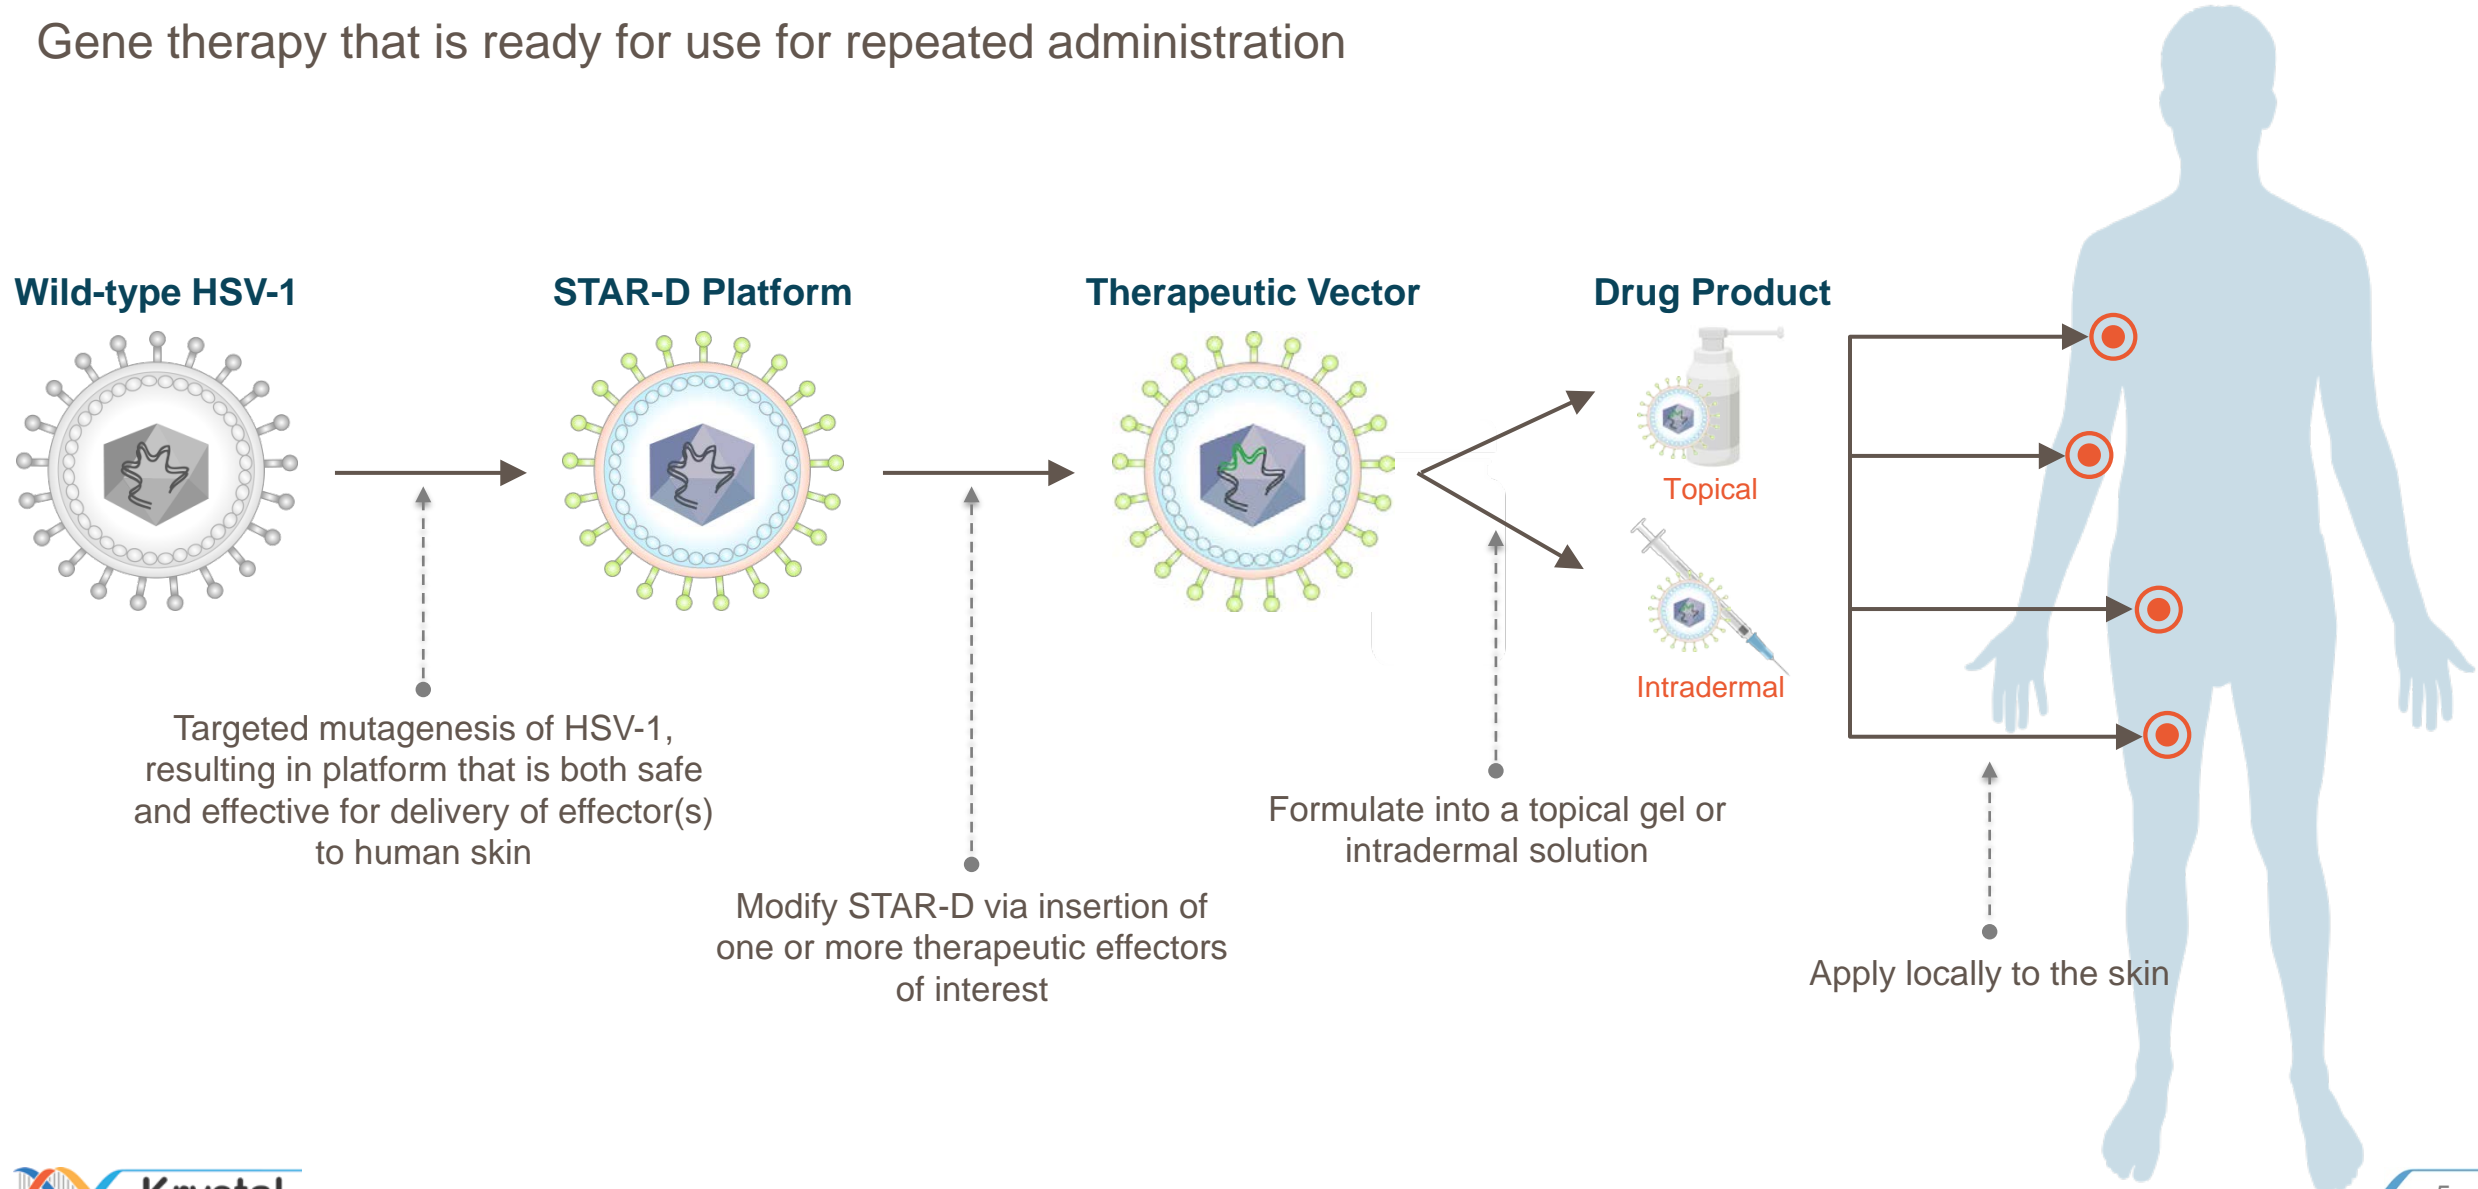 Gene therapy that is ready for use for repeated administration
Wild-type HSV-1
STAR-D Platform
Therapeutic Vector
Drug Product
Topical
Intradermal
Targeted mutagenesis of HSV-1,
resulting in platform that is both safe
and effective for delivery of effector(s)
to human skin
Modify STAR-D via insertion of
one or more therapeutic effectors
of interest
Formulate into a topical gel or
intradermal solution
Apply locally to the skin
Krystal